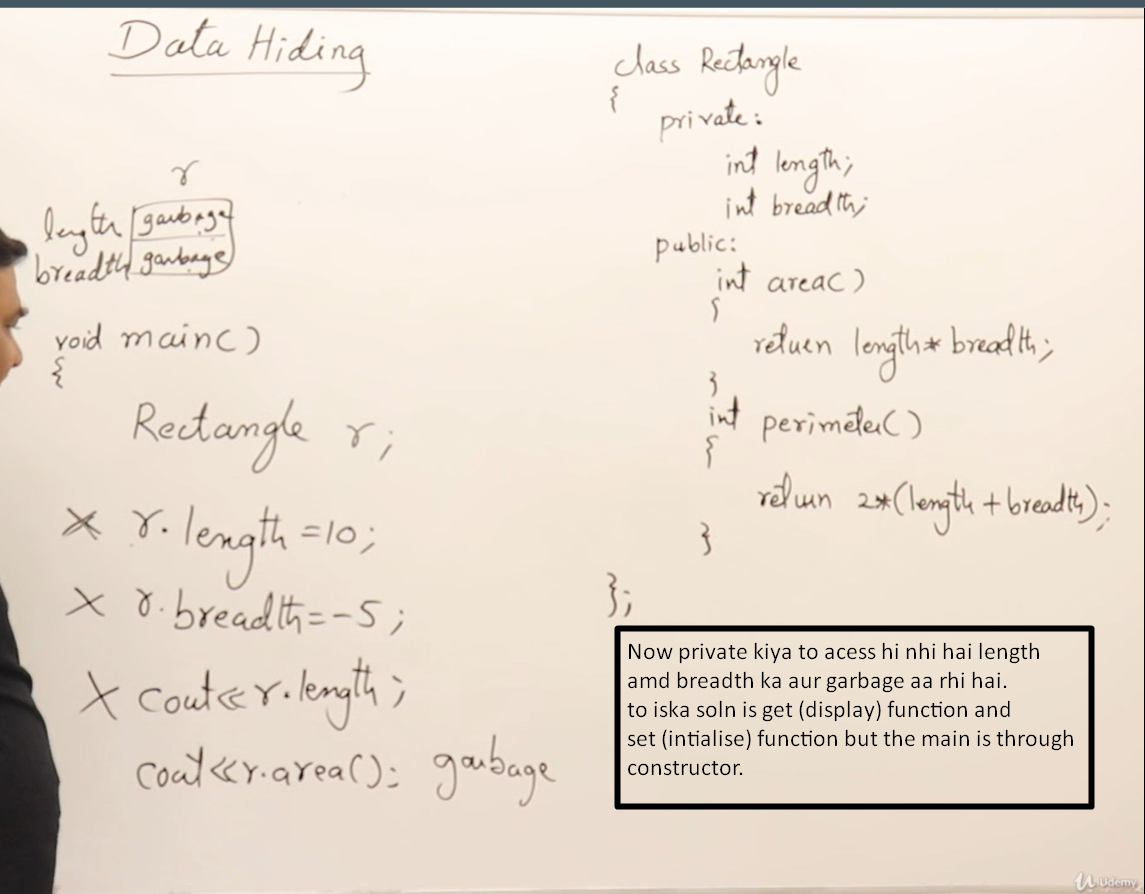 Data Hiding
r
length garbage
breadth garbage
void main()
{
Rectangle r;
X r.length=10;
X r.breadth=-5;
X cout<<r.length;
cout<<r.area(): garbage
class Rectangle
{
private:
int length;
int breadth;
public:
int area()
{
return length*breadth;
}
int perimeter()
{
return 2*(length+breadth);
}
};
Now private kiya to acess hi nhi hai length
amd breadth ka aur garbage aa rhi hai.
to iska soln is get (display) function and
set (intialise) function but the main is through
constructor.
Udemy